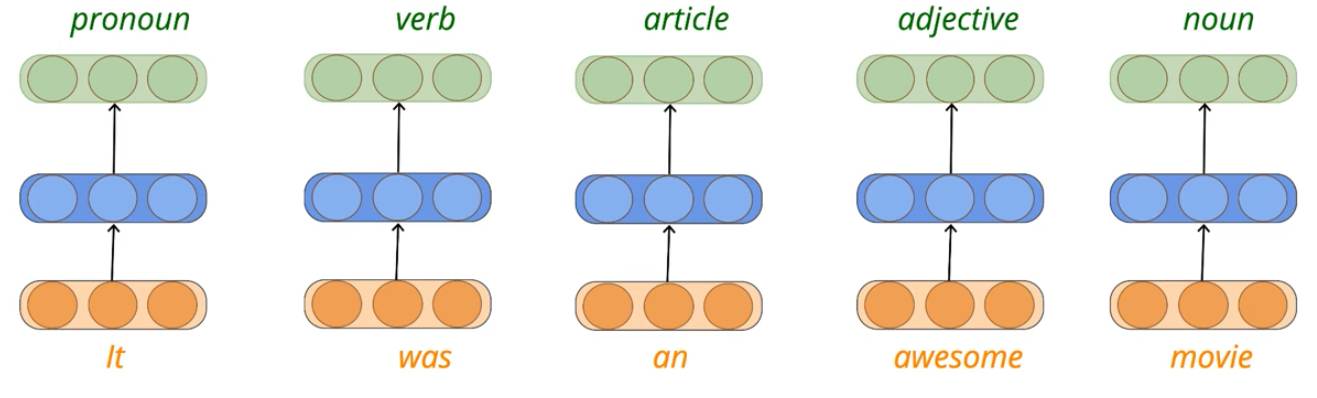 pronoun verb article adjective noun
It was an awesome movie